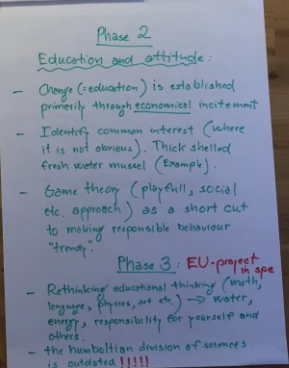 Phase 2
Education and attitude:
- Change (=education) is established
primarily through economical incitement
- Identify common interest (where
it is not obvious). Thick shelled
fresh water mussel (Example).
- Game theory (playfull, social
etc. approach) as a short cut
to making responsible behaviour
"trendy".
Phase 3: EU-project
in spe
- Rethinking educational thinking (math,
language, physics, art etc.) → water,
energy, responsibility for yourself and
others.
- the humboltian division of sciences
is outdated !!!!!